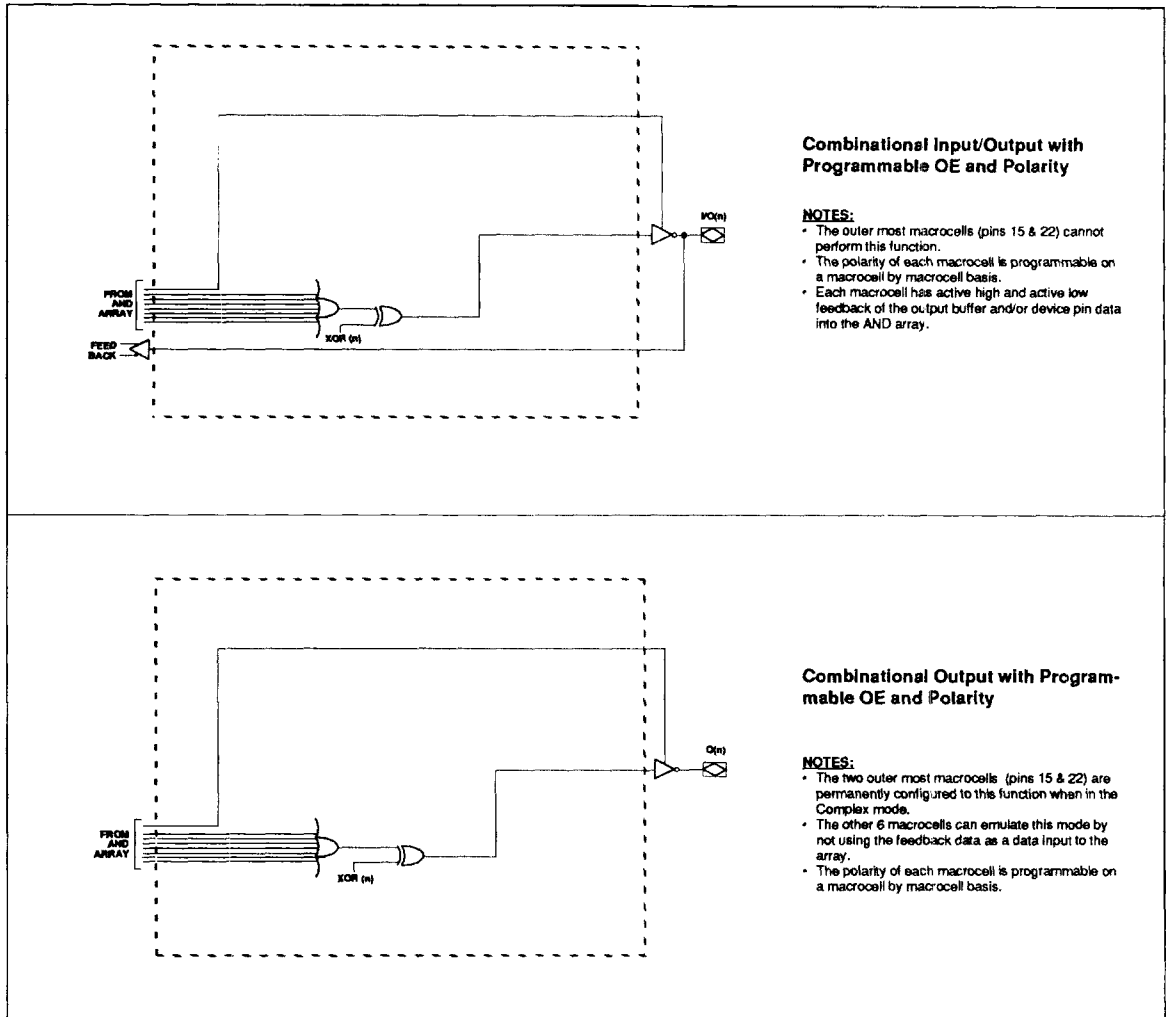 Combinational Input/Output with
Programmable OE and Polarity
NOTES:
• The outer most macrocells (pins 15 & 22) cannot
perform this function.
• The polarity of each macrocell is programmable on
a macrocell by macrocell basis.
• Each macrocell has active high and active low
feedback of the output buffer and/or device pin data
into the AND array.
I/O(n)
FROM
AND
ARRAY
XOR (n)
FEED
BACK
Combinational Output with Program-
mable OE and Polarity
NOTES:
• The two outer most macrocells (pins 15 & 22) are
permanently configured to this function when in the
Complex mode.
• The other 6 macrocells can emulate this mode by
not using the feedback data as a data input to the
array.
• The polarity of each macrocell is programmable on
a macrocell by macrocell basis.
O(n)
FROM
AND
ARRAY
XOR (n)